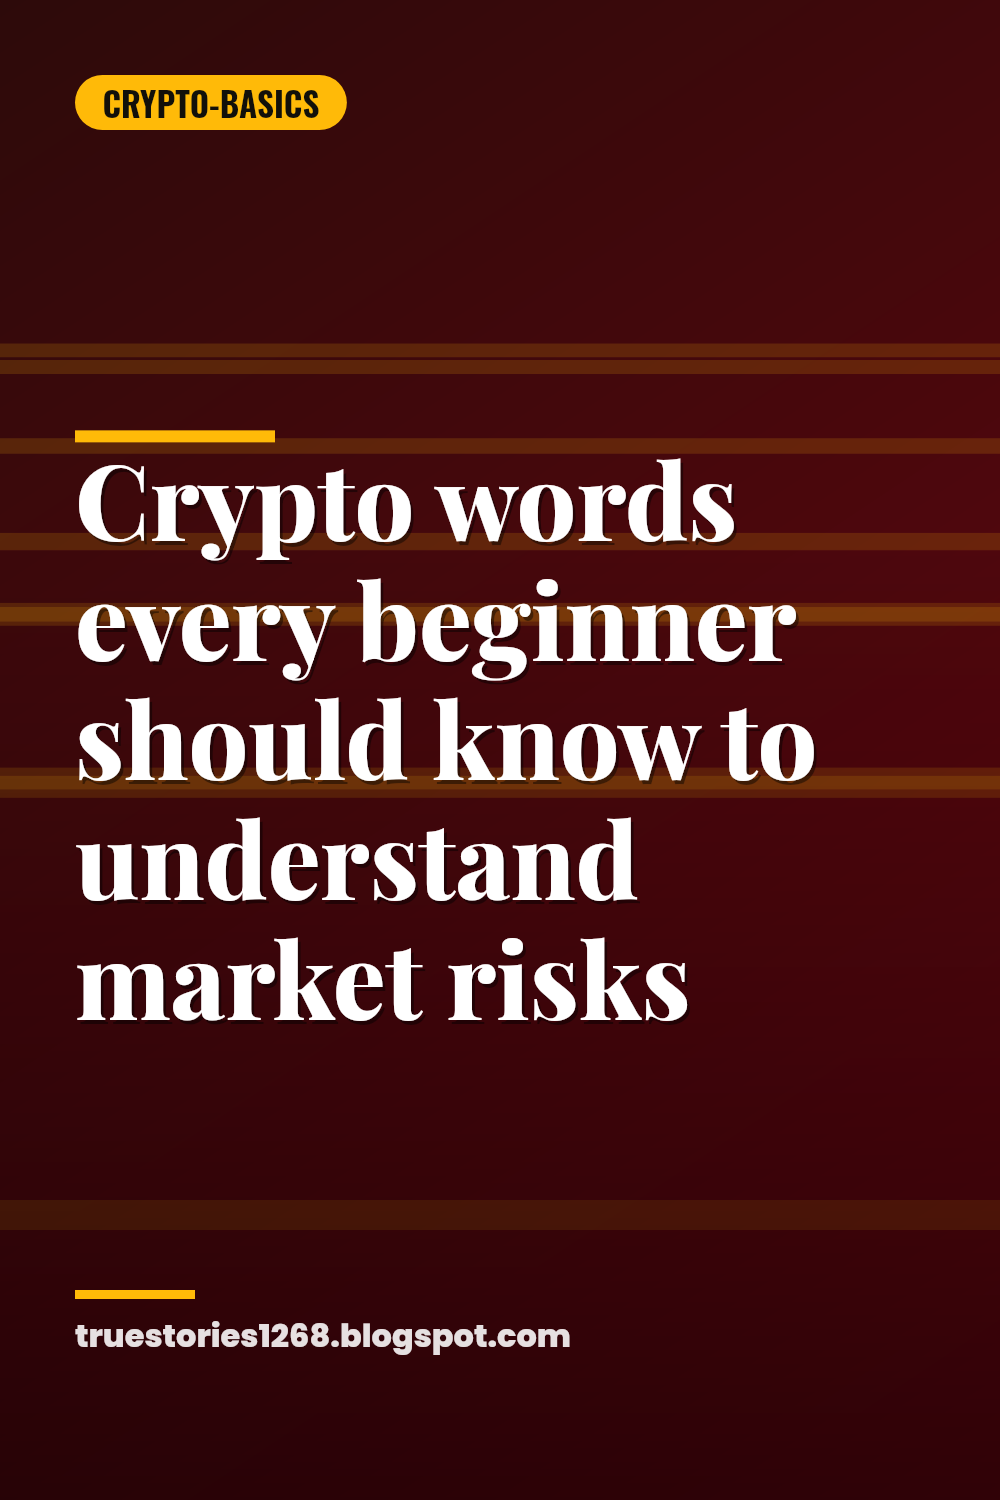 CRYPTO-BASICS
Crypto words
every beginner
should know to
understand
market risks
truestories1268.blogspot.com